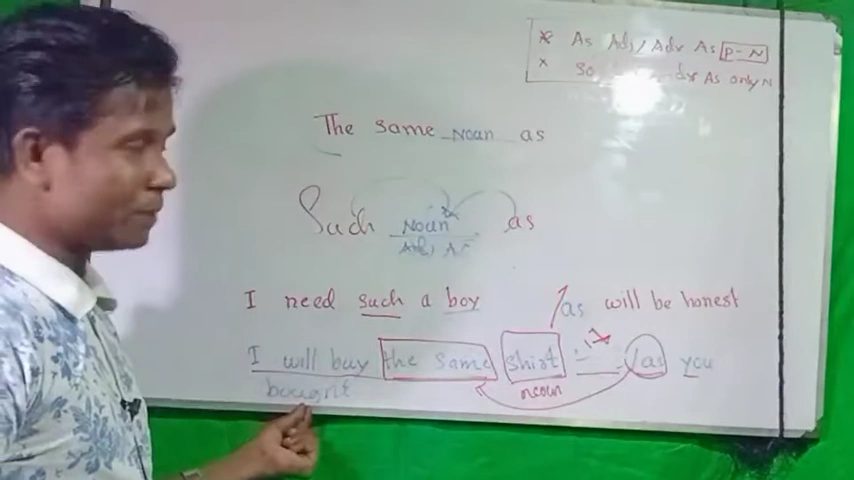 * As Adj/Adv As P-N
* So Adv As only N
The same Noun as
Such Noun as
Adj
I need such a boy as will be honest
I will buy the same shirt as you
bought noun